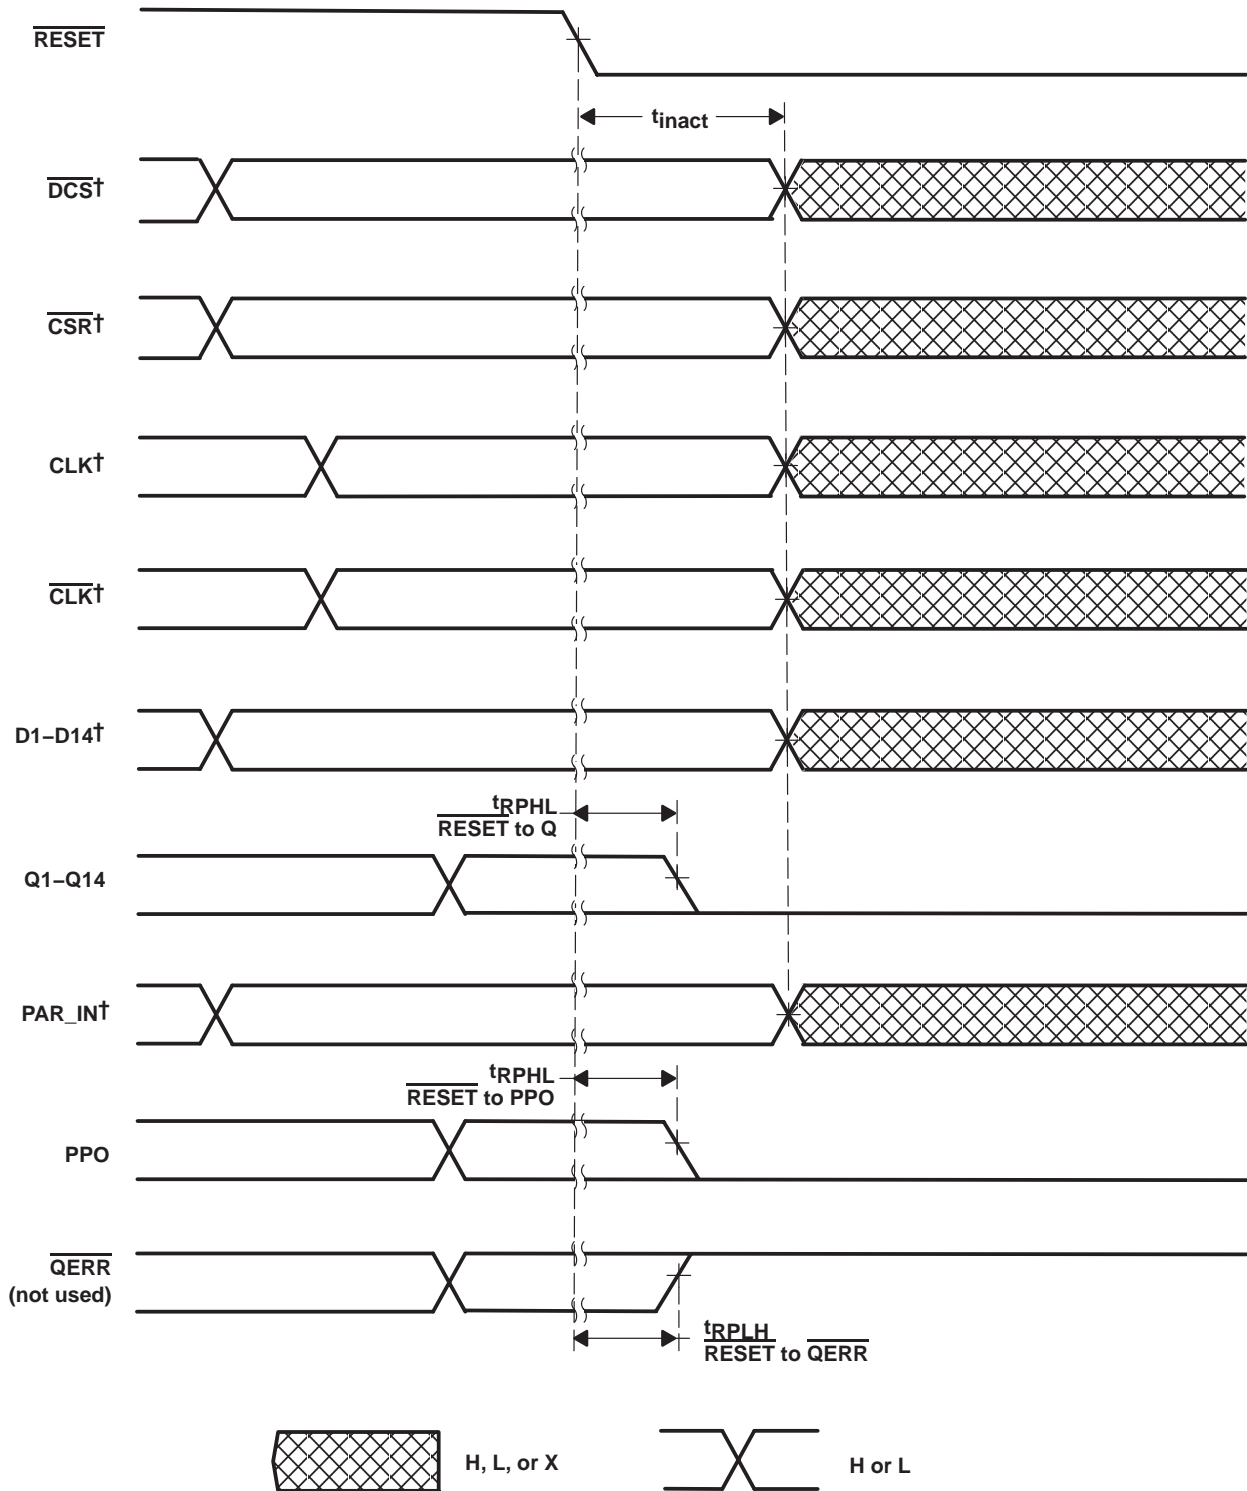 RESET
tinact
DCS†
CSR†
CLK†
CLK†
D1–D14†
tRPHL
RESET to Q
Q1–Q14
PAR_IN†
tRPHL
RESET to PPO
PPO
QERR
(not used)
tRPLH
RESET to QERR
H, L, or X
H or L